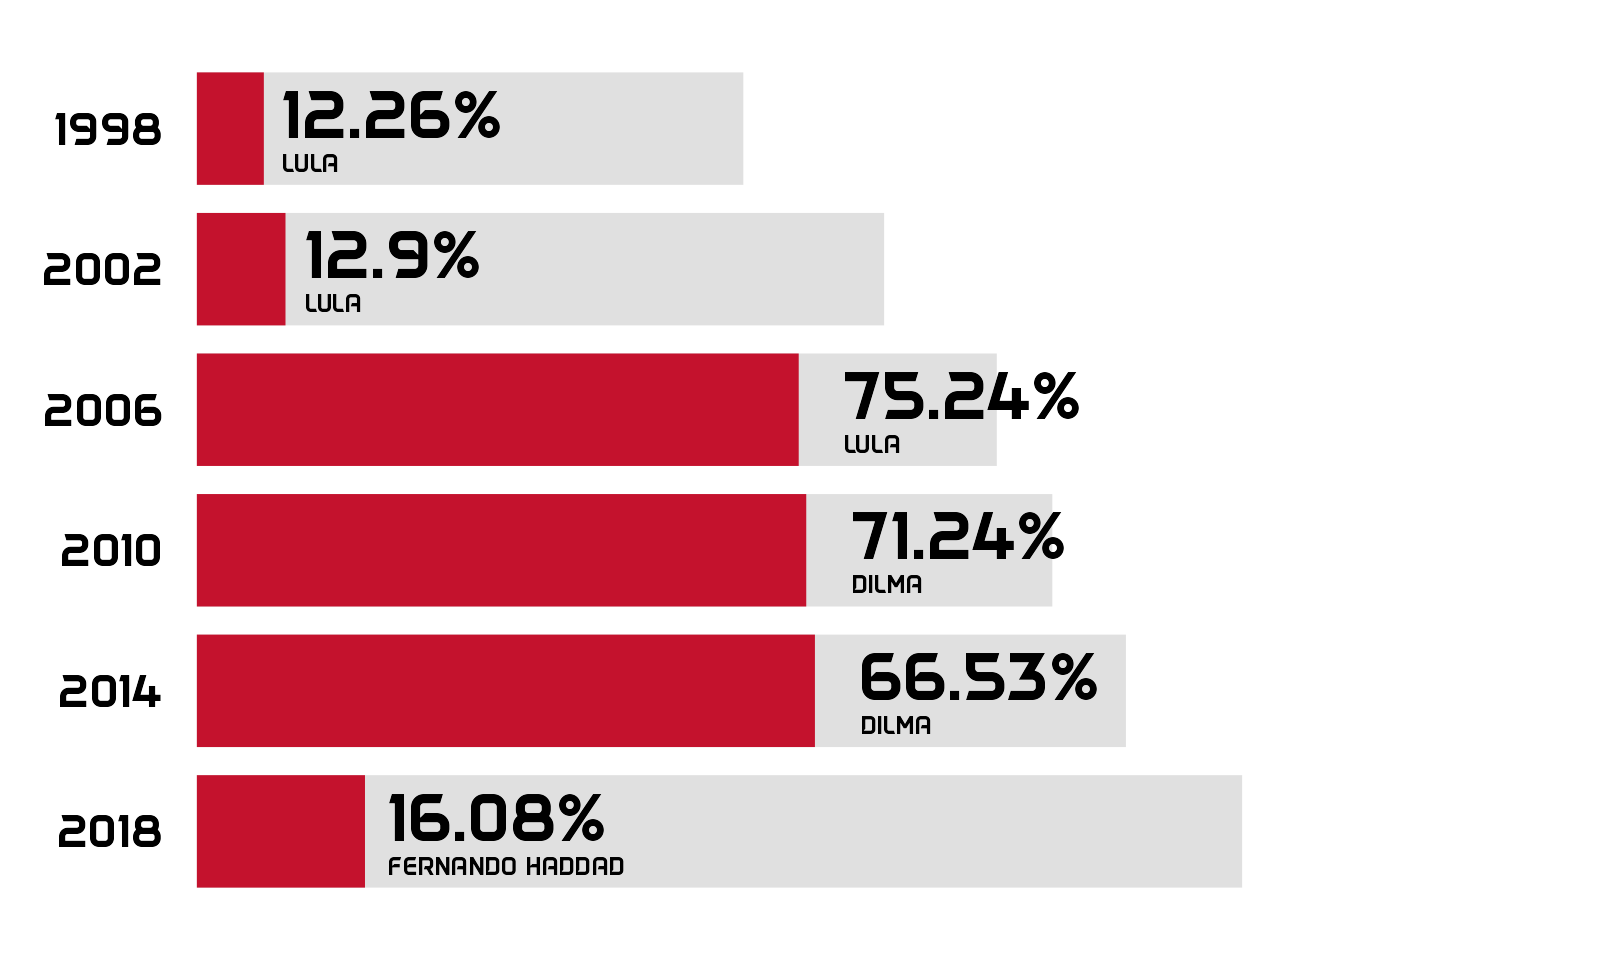 1998
12.26%
LULA
2002
12.9%
LULA
2006
75.24%
LULA
2010
71.24%
DILMA
2014
66.53%
DILMA
2018
16.08%
FERNANDO HADDAD